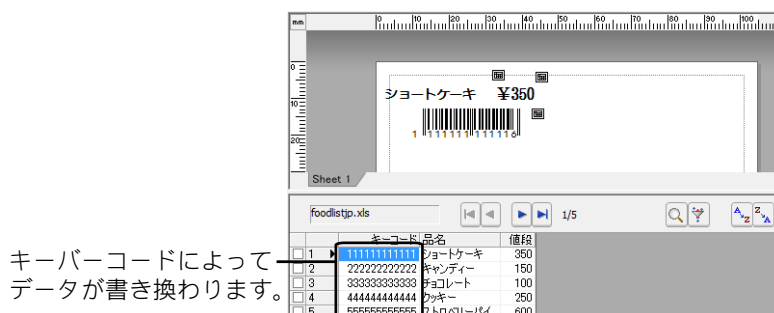 mm 0 10 20 30 40 50 60 70 80 90 100
0
10
20
ショートケーキ ¥350
1 111111 111116
Sheet 1
foodlistjp.xls 1/5
キーコード 品名 値段
1 111111111111 ショートケーキ 350
2 222222222222 キャンディー 150
3 333333333333 チョコレート 100
4 444444444444 クッキー 250
5 555555555555 ストロベリーパイ 600
キーバーコードによって
データが書き換わります。